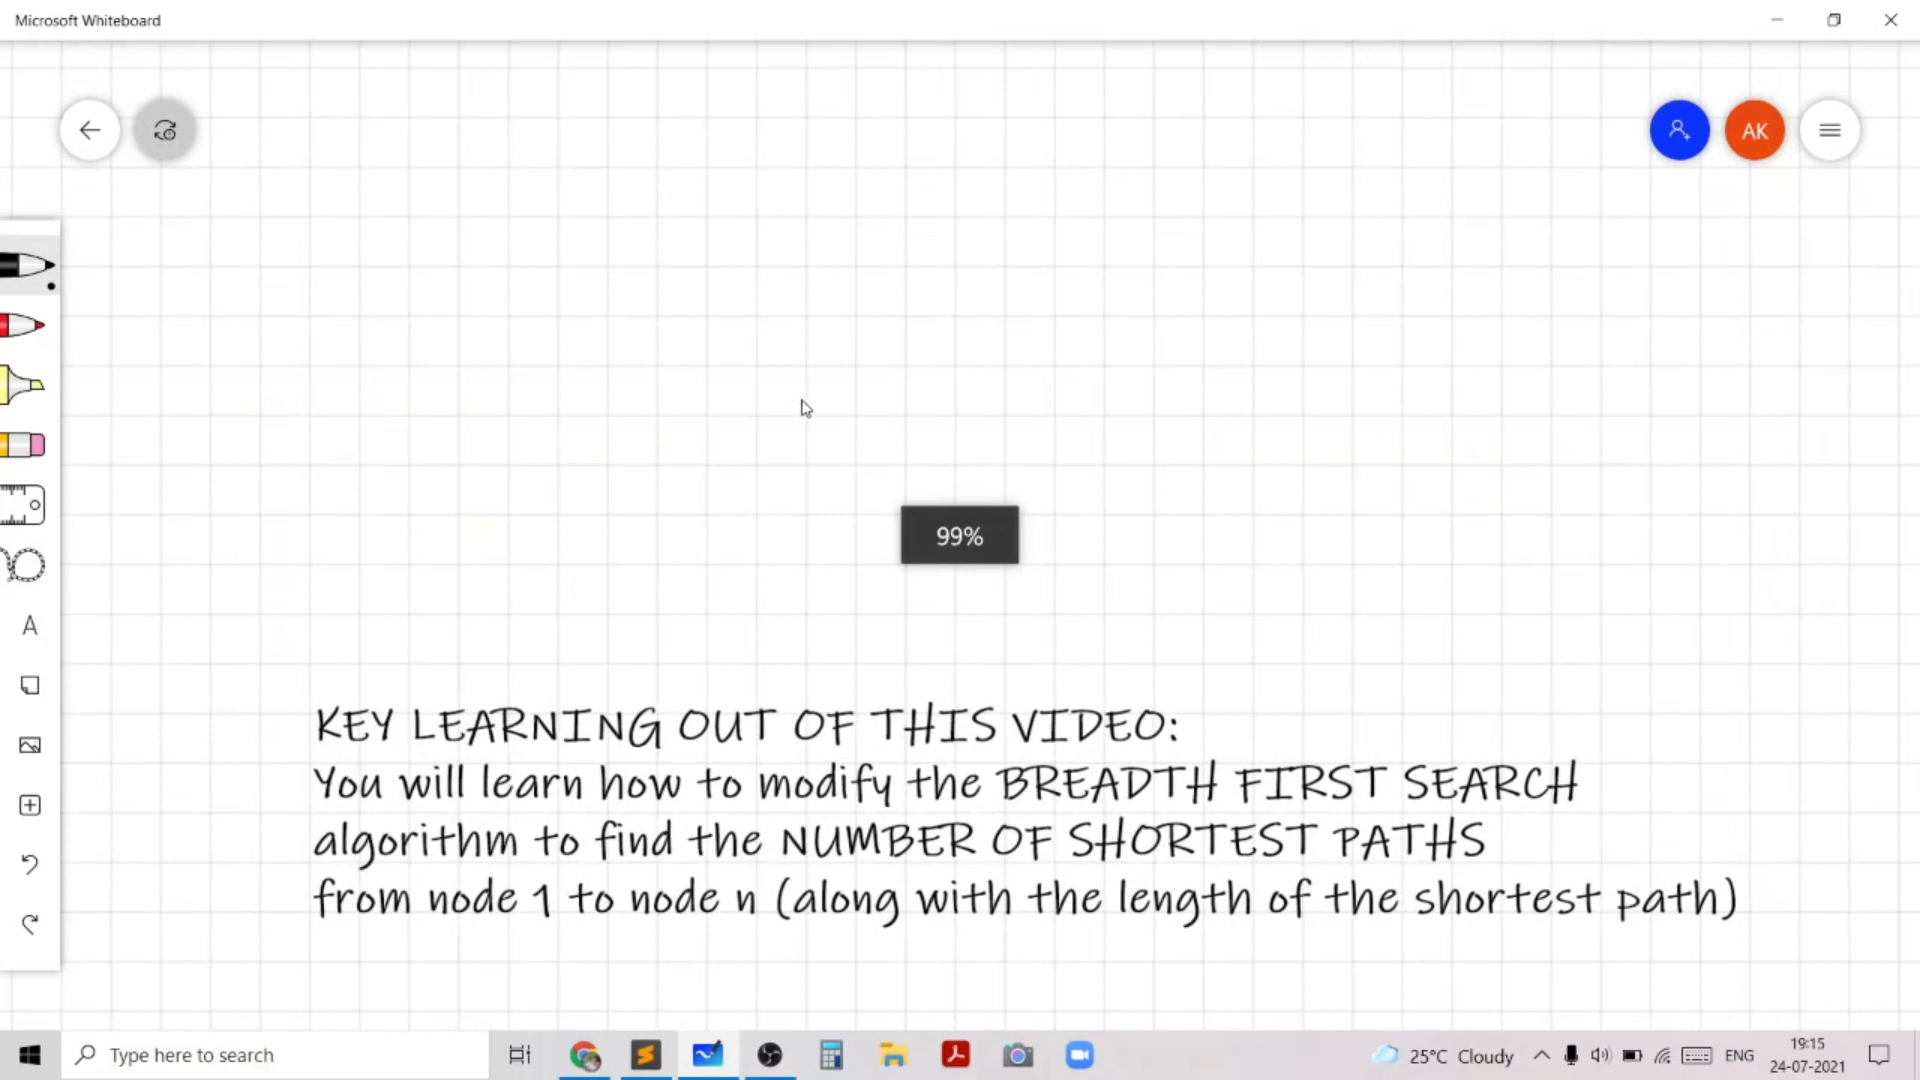 Microsoft Whiteboard
AK
99%
A
KEY LEARNING OUT OF THIS VIDEO:
You will learn how to modify the BREADTH FIRST SEARCH
algorithm to find the NUMBER OF SHORTEST PATHS
from node 1 to node n (along with the length of the shortest path)
Type here to search
25°C Cloudy
ENG
19:15
24-07-2021